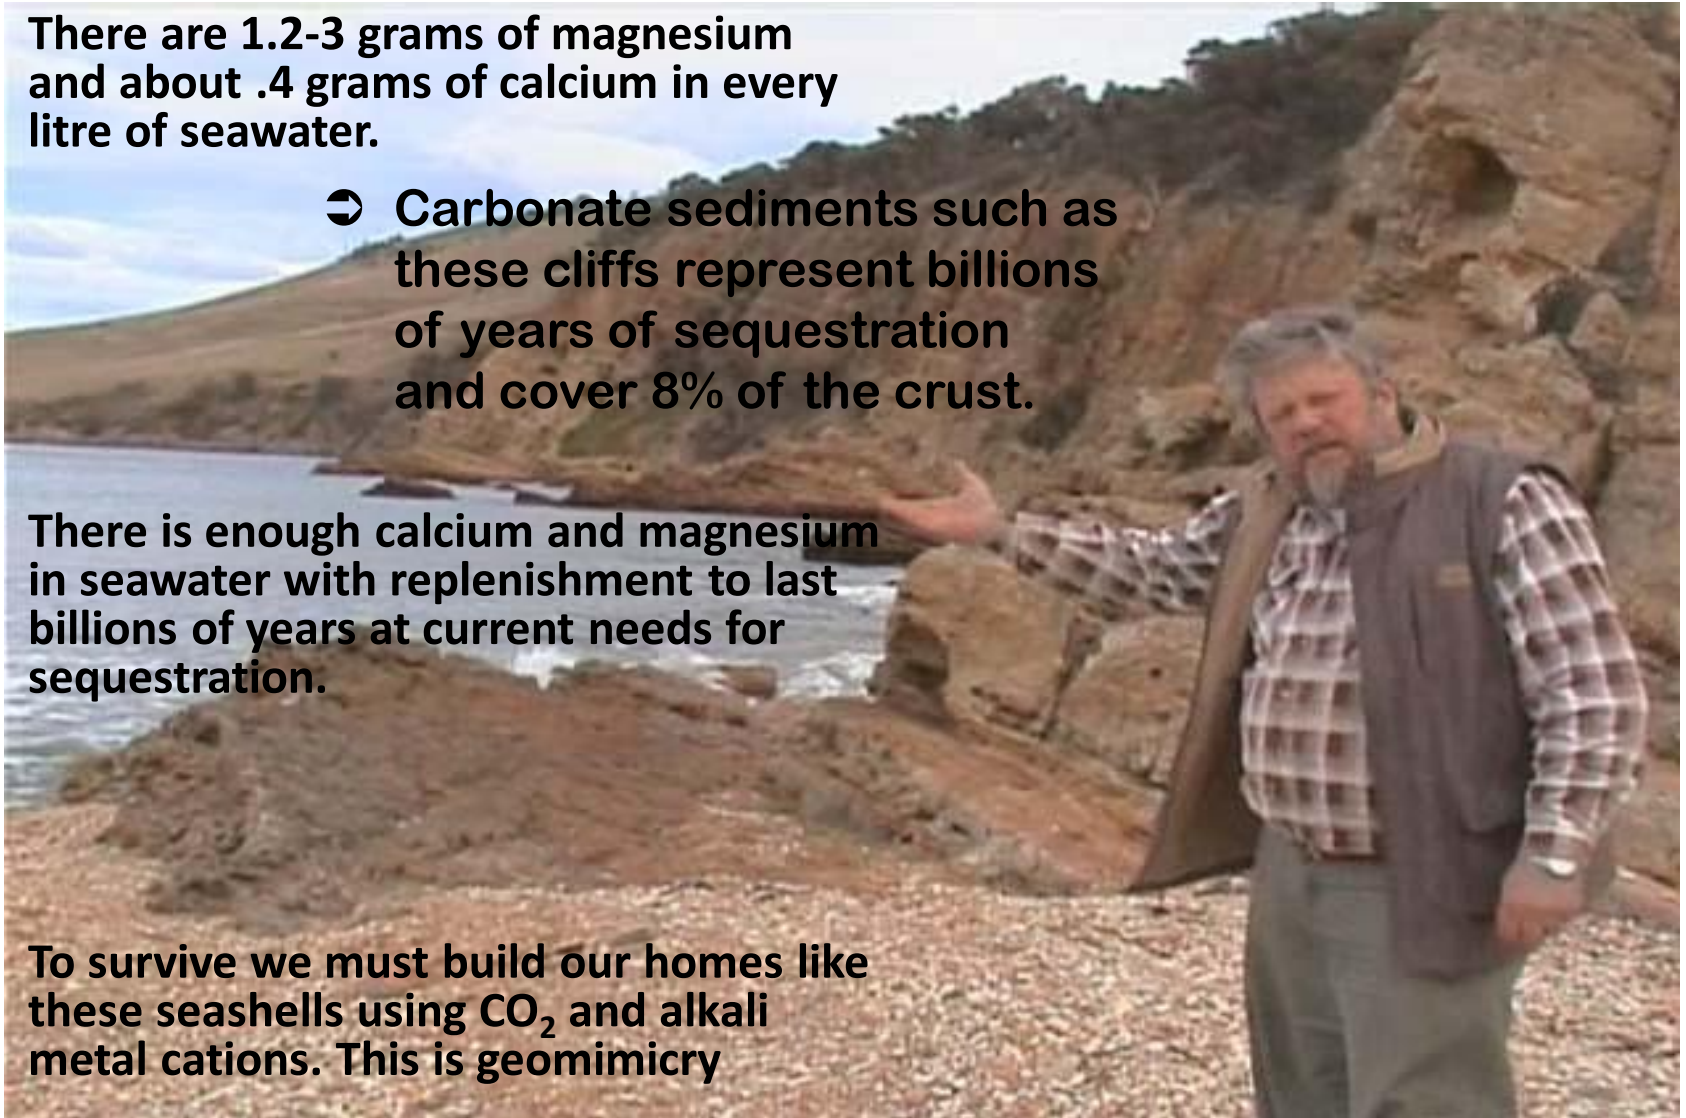 There are 1.2-3 grams of magnesium
and about .4 grams of calcium in every
litre of seawater.
➲ Carbonate sediments such as
these cliffs represent billions
of years of sequestration
and cover 8% of the crust.
There is enough calcium and magnesium
in seawater with replenishment to last
billions of years at current needs for
sequestration.
To survive we must build our homes like
these seashells using CO₂ and alkali
metal cations. This is geomimicry